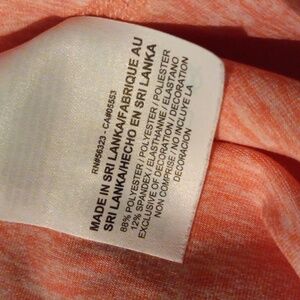 RN#56323 - CA#05553
MADE IN SRI LANKA/FABRIQUE AU
SRI LANKA/HECHO EN SRI LANKA
88% POLYESTER / POLYESTER / POLIESTER
12% SPANDEX / ELASTHANNE / ELASTANO
EXCLUSIVE OF DECORATION / DECORATION
NON COMPRISE / NO INCLUYE LA
DECORACION